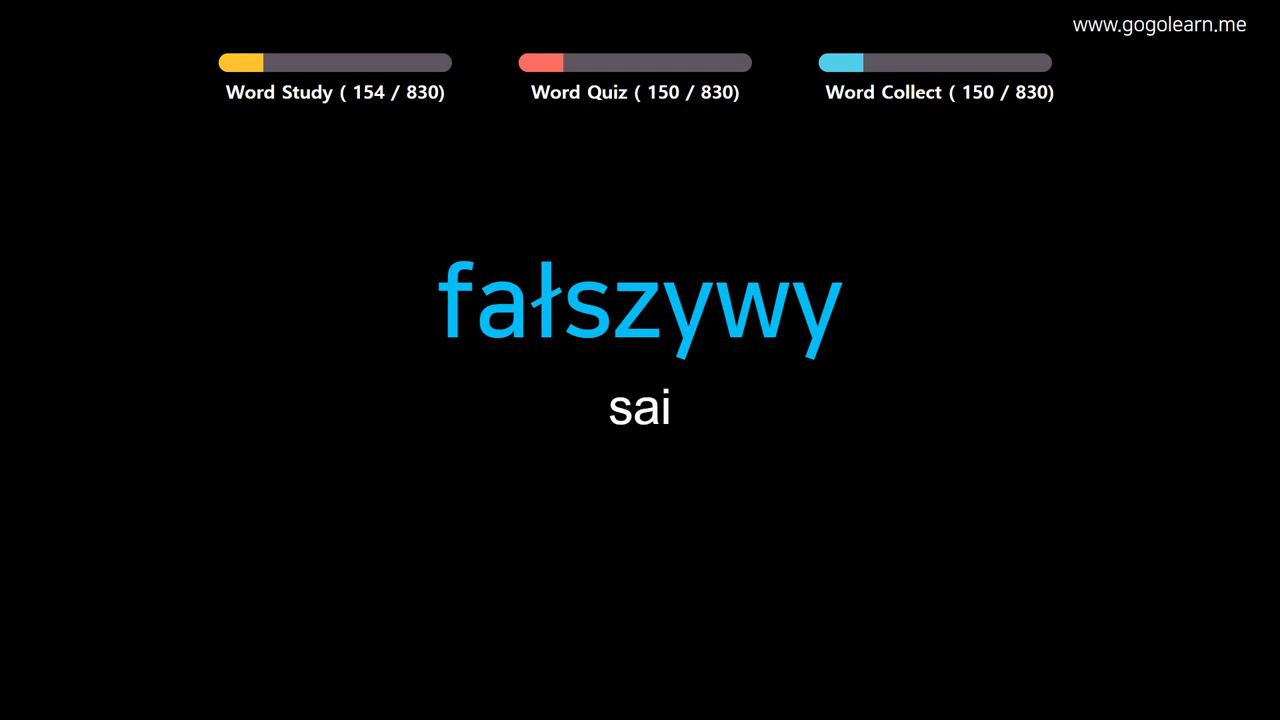 www.gogolearn.me
Word Study ( 154 / 830)
Word Quiz ( 150 / 830)
Word Collect ( 150 / 830)
fałszywy
sai